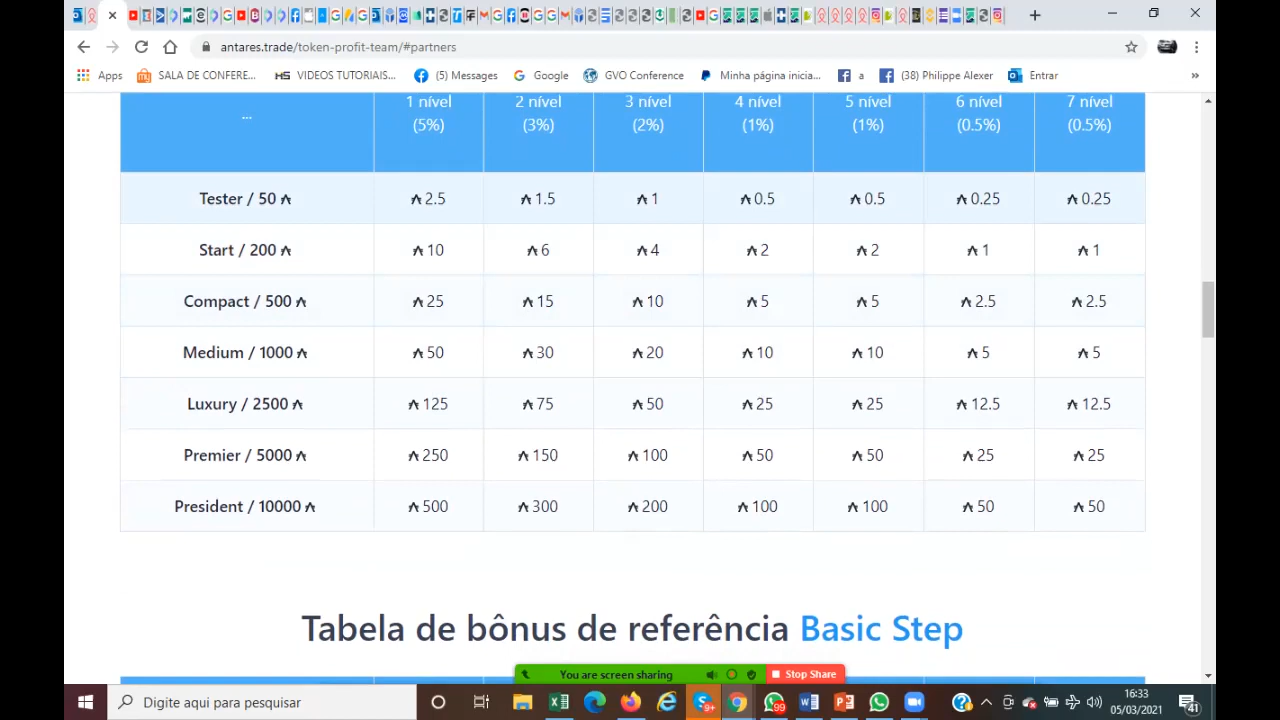 antares.trade/token-profit-team/#partners
Apps SALA DE CONFERE... VIDEOS TUTORIAIS... (5) Messages Google GVO Conference Minha página inicia... a (38) Philippe Alexer Entrar »
... 1 nível (5%) 2 nível (3%) 3 nível (2%) 4 nível (1%) 5 nível (1%) 6 nível (0.5%) 7 nível (0.5%)
Tester / 50 ₳ ₳ 2.5 ₳ 1.5 ₳ 1 ₳ 0.5 ₳ 0.5 ₳ 0.25 ₳ 0.25
Start / 200 ₳ ₳ 10 ₳ 6 ₳ 4 ₳ 2 ₳ 2 ₳ 1 ₳ 1
Compact / 500 ₳ ₳ 25 ₳ 15 ₳ 10 ₳ 5 ₳ 5 ₳ 2.5 ₳ 2.5
Medium / 1000 ₳ ₳ 50 ₳ 30 ₳ 20 ₳ 10 ₳ 10 ₳ 5 ₳ 5
Luxury / 2500 ₳ ₳ 125 ₳ 75 ₳ 50 ₳ 25 ₳ 25 ₳ 12.5 ₳ 12.5
Premier / 5000 ₳ ₳ 250 ₳ 150 ₳ 100 ₳ 50 ₳ 50 ₳ 25 ₳ 25
President / 10000 ₳ ₳ 500 ₳ 300 ₳ 200 ₳ 100 ₳ 100 ₳ 50 ₳ 50
Tabela de bônus de referência Basic Step
You are screen sharing Stop Share
Digite aqui para pesquisar
16:33
05/03/2021
41